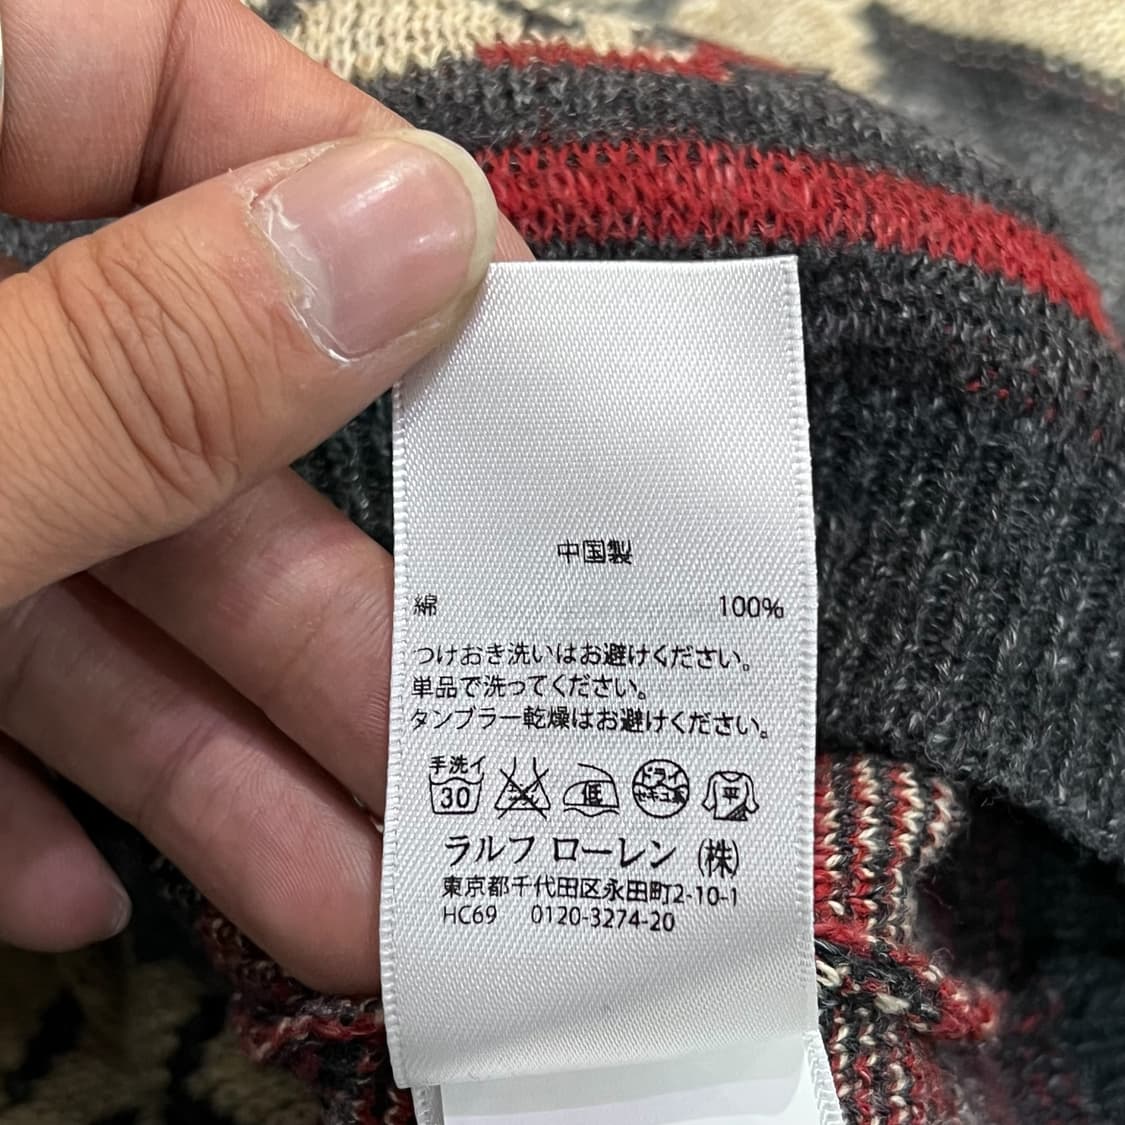 中国製
綿 100%
つけおき洗いはお避けください。
単品で洗ってください。
タンブラー乾燥はお避けください。
手洗イ
30
低
ドライ
セキユ系
平
ラルフ ローレン (株)
東京都千代田区永田町2-10-1
HC69 0120-3274-20